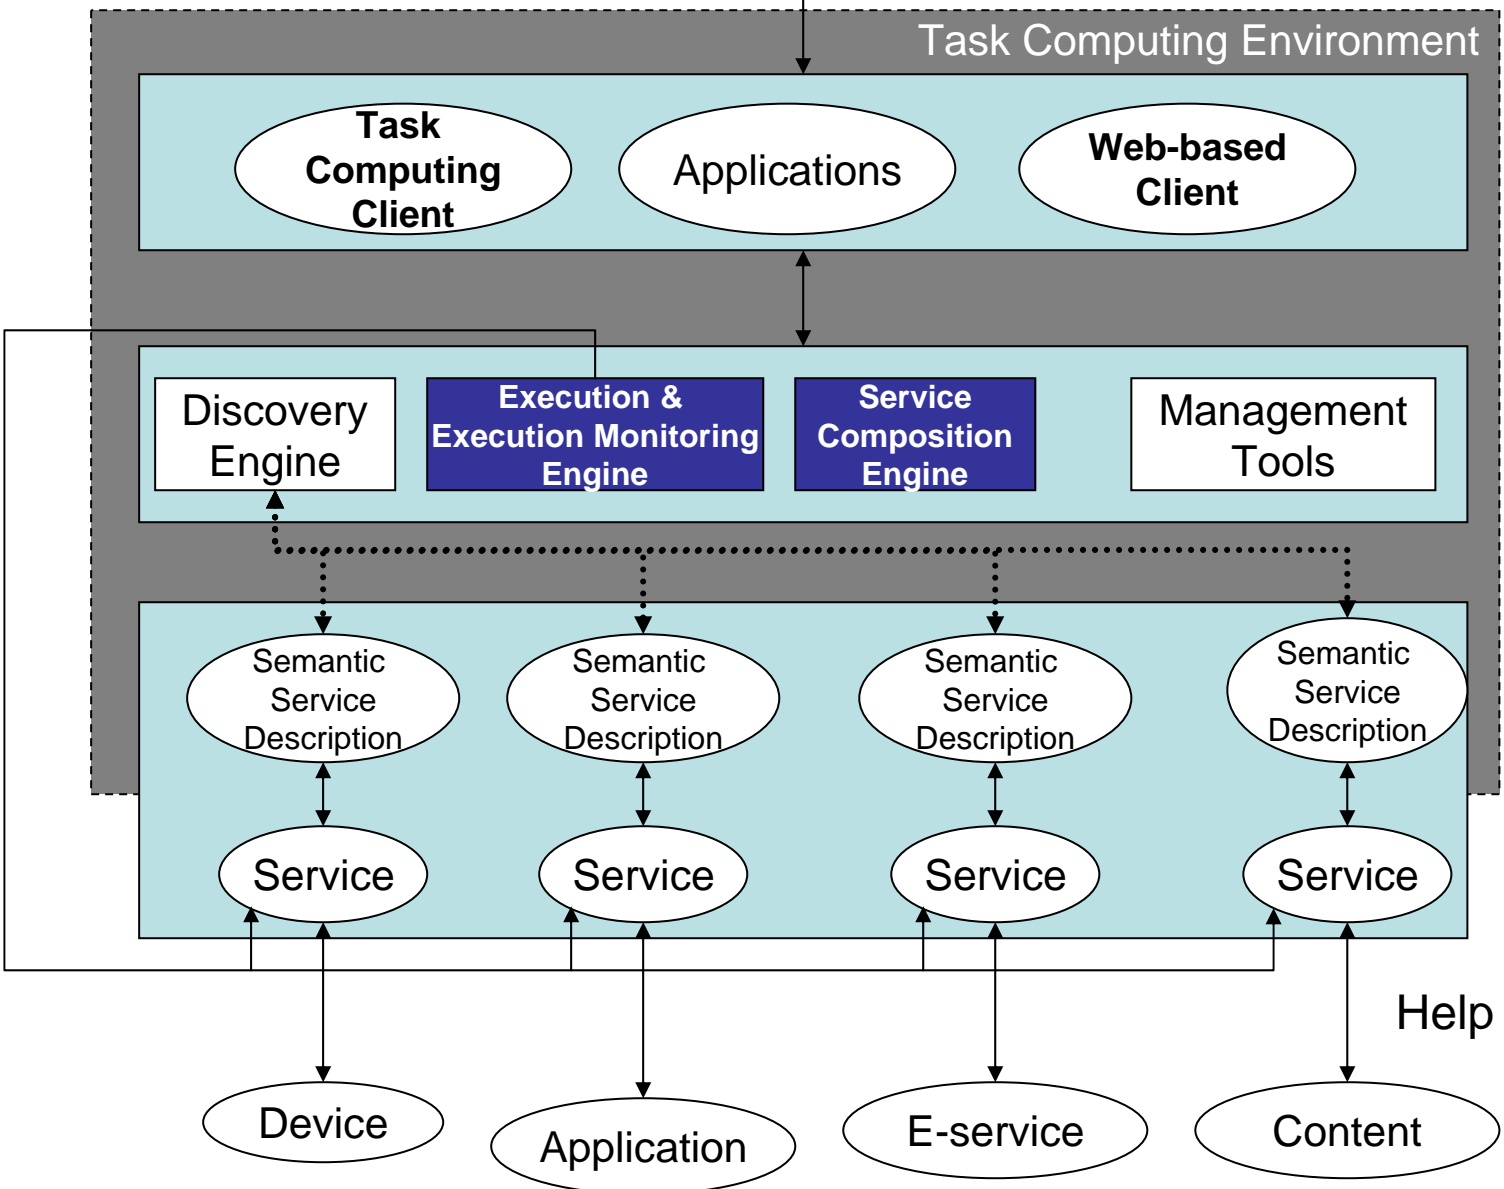 Task Computing Environment
Task
Computing
Client
Applications
Web-based
Client
Discovery
Engine
Execution &
Execution Monitoring
Engine
Service
Composition
Engine
Management
Tools
Semantic
Service
Description
Semantic
Service
Description
Semantic
Service
Description
Semantic
Service
Description
Service
Service
Service
Service
Help
Device
Application
E-service
Content